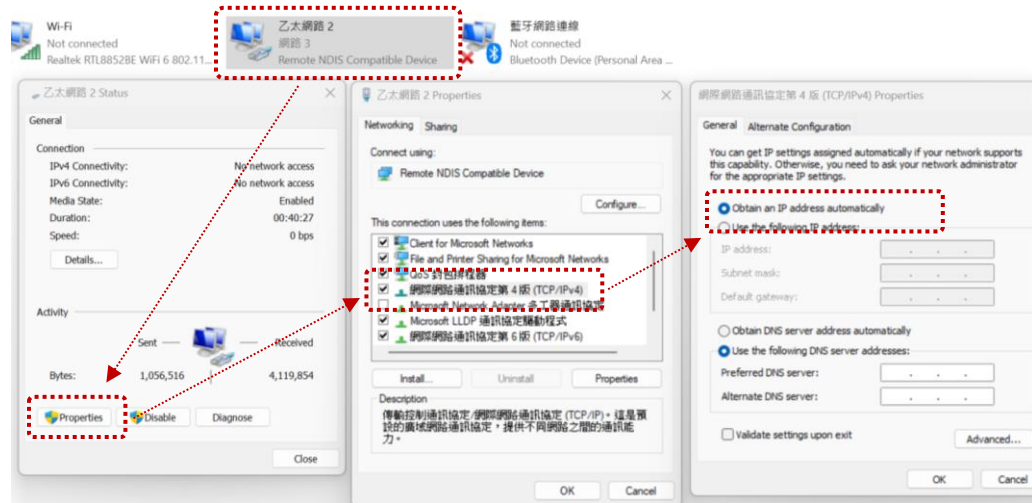 Wi-Fi
Not connected
Realtek RTL8852BE WiFi 6 802.11...
乙太網路 2
網路 3
Remote NDIS Compatible Device
藍牙網路連線
Not connected
Bluetooth Device (Personal Area ...
乙太網路 2 Status
General
Connection
IPv4 Connectivity: No network access
IPv6 Connectivity: No network access
Media State: Enabled
Duration: 00:40:27
Speed: 0 bps
Details...
Activity
Sent Received
Bytes: 1,056,516 4,119,854
Properties Disable Diagnose
Close
乙太網路 2 Properties
Networking Sharing
Connect using:
Remote NDIS Compatible Device
Configure...
This connection uses the following items:
Client for Microsoft Networks
File and Printer Sharing for Microsoft Networks
QoS 封包排程器
網際網路通訊協定第 4 版 (TCP/IPv4)
Microsoft Network Adapter 多工器通訊協定
Microsoft LLDP 通訊協定驅動程式
網際網路通訊協定第 6 版 (TCP/IPv6)
Install... Uninstall Properties
Description
傳輸控制通訊協定/網際網路通訊協定 (TCP/IP)。這是預
設的廣域網路通訊協定，提供不同網路之間的通訊能
力。
OK Cancel
網際網路通訊協定第 4 版 (TCP/IPv4) Properties
General Alternate Configuration
You can get IP settings assigned automatically if your network supports
this capability. Otherwise, you need to ask your network administrator
for the appropriate IP settings.
Obtain an IP address automatically
Use the following IP address:
IP address:
Subnet mask:
Default gateway:
Obtain DNS server address automatically
Use the following DNS server addresses:
Preferred DNS server:
Alternate DNS server:
Validate settings upon exit
Advanced...
OK Cancel